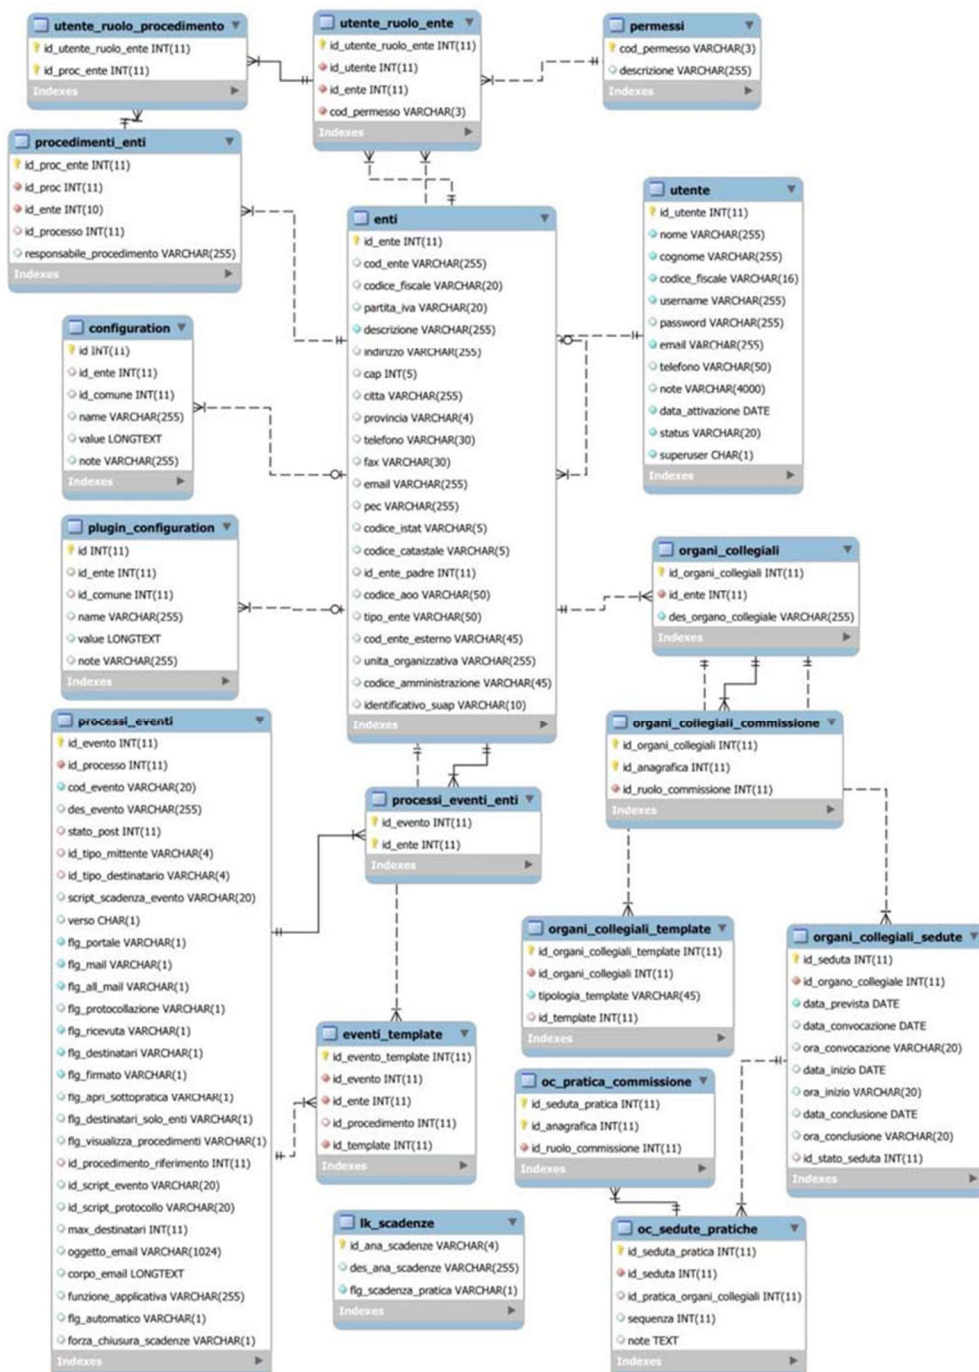 utente_ruolo_procedimento
id_utente_ruolo_ente INT(11)
id_proc_ente INT(11)
Indexes
utente_ruolo_ente
id_utente_ruolo_ente INT(11)
id_utente INT(11)
id_ente INT(11)
cod_permesso VARCHAR(3)
Indexes
permessi
cod_permesso VARCHAR(3)
descrizione VARCHAR(255)
Indexes
procedimenti_enti
id_proc_ente INT(11)
id_proc INT(11)
id_ente INT(10)
id_processo INT(11)
responsabile_procedimento VARCHAR(255)
Indexes
enti
id_ente INT(11)
cod_ente VARCHAR(255)
codice_fiscale VARCHAR(20)
partita_iva VARCHAR(20)
descrizione VARCHAR(255)
indirizzo VARCHAR(255)
cap INT(5)
citta VARCHAR(255)
provincia VARCHAR(4)
telefono VARCHAR(30)
fax VARCHAR(30)
email VARCHAR(255)
pec VARCHAR(255)
codice_istat VARCHAR(5)
codice_catastale VARCHAR(5)
id_ente_padre INT(11)
codice_aoo VARCHAR(50)
tipo_ente VARCHAR(50)
cod_ente_esterno VARCHAR(45)
unita_organizzativa VARCHAR(255)
codice_amministrazione VARCHAR(45)
identificativo_suap VARCHAR(10)
Indexes
utente
id_utente INT(11)
nome VARCHAR(255)
cognome VARCHAR(255)
codice_fiscale VARCHAR(16)
username VARCHAR(255)
password VARCHAR(255)
email VARCHAR(255)
telefono VARCHAR(50)
note VARCHAR(4000)
data_attivazione DATE
status VARCHAR(20)
superuser CHAR(1)
Indexes
configuration
id INT(11)
id_ente INT(11)
id_comune INT(11)
name VARCHAR(255)
value LONGTEXT
note VARCHAR(255)
Indexes
plugin_configuration
id INT(11)
id_ente INT(11)
id_comune INT(11)
name VARCHAR(255)
value LONGTEXT
note VARCHAR(255)
Indexes
organi_collegiali
id_organi_collegiali INT(11)
id_ente INT(11)
des_organo_collegiale VARCHAR(255)
Indexes
processi_eventi
id_evento INT(11)
id_processo INT(11)
cod_evento VARCHAR(20)
des_evento VARCHAR(255)
stato_post INT(11)
id_tipo_mittente VARCHAR(4)
id_tipo_destinatario VARCHAR(4)
script_scadenza_evento VARCHAR(20)
verso CHAR(1)
flg_portale VARCHAR(1)
flg_mail VARCHAR(1)
flg_all_mail VARCHAR(1)
flg_protocollazione VARCHAR(1)
flg_ricevuta VARCHAR(1)
flg_destinatari VARCHAR(1)
flg_firmato VARCHAR(1)
flg_apri_sottopratica VARCHAR(1)
flg_destinatari_solo_enti VARCHAR(1)
flg_visualizza_procedimenti VARCHAR(1)
id_procedimento_riferimento INT(11)
id_script_evento VARCHAR(20)
id_script_protocollo VARCHAR(20)
max_destinatari INT(11)
oggetto_email VARCHAR(1024)
corpo_email LONGTEXT
funzione_applicativa VARCHAR(255)
flg_automatico VARCHAR(1)
forza_chiusura_scadenze VARCHAR(1)
Indexes
organi_collegiali_commissione
id_organi_collegiali INT(11)
id_anagrafica INT(11)
id_ruolo_commissione INT(11)
Indexes
processi_eventi_enti
id_evento INT(11)
id_ente INT(11)
Indexes
organi_collegiali_template
id_organi_collegiali_template INT(11)
id_organi_collegiali INT(11)
tipologia_template VARCHAR(45)
id_template INT(11)
Indexes
organi_collegiali_sedute
id_seduta INT(11)
id_organo_collegiale INT(11)
data_prevista DATE
data_convocazione DATE
ora_convocazione VARCHAR(20)
data_inizio DATE
ora_inizio VARCHAR(20)
data_conclusione DATE
ora_conclusione VARCHAR(20)
id_stato_seduta INT(11)
Indexes
eventi_template
id_evento_template INT(11)
id_evento INT(11)
id_ente INT(11)
id_procedimento INT(11)
id_template INT(11)
Indexes
oc_pratica_commissione
id_seduta_pratica INT(11)
id_anagrafica INT(11)
id_ruolo_commissione INT(11)
Indexes
lk_scadenze
id_ana_scadenze VARCHAR(4)
des_ana_scadenze VARCHAR(255)
flg_scadenza_pratica VARCHAR(1)
Indexes
oc_sedute_pratiche
id_seduta_pratica INT(11)
id_seduta INT(11)
id_pratica_organi_collegiali INT(11)
sequenza INT(11)
note TEXT
Indexes